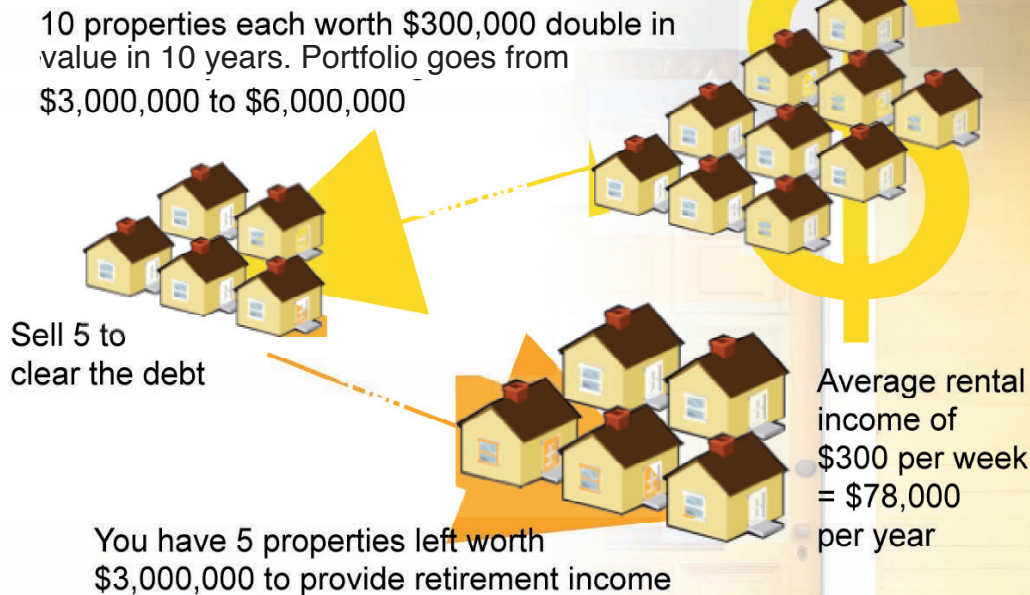 10 properties each worth $300,000 double in
value in 10 years. Portfolio goes from
$3,000,000 to $6,000,000
Sell 5 to
clear the debt
Average rental
income of
$300 per week
= $78,000
per year
You have 5 properties left worth
$3,000,000 to provide retirement income